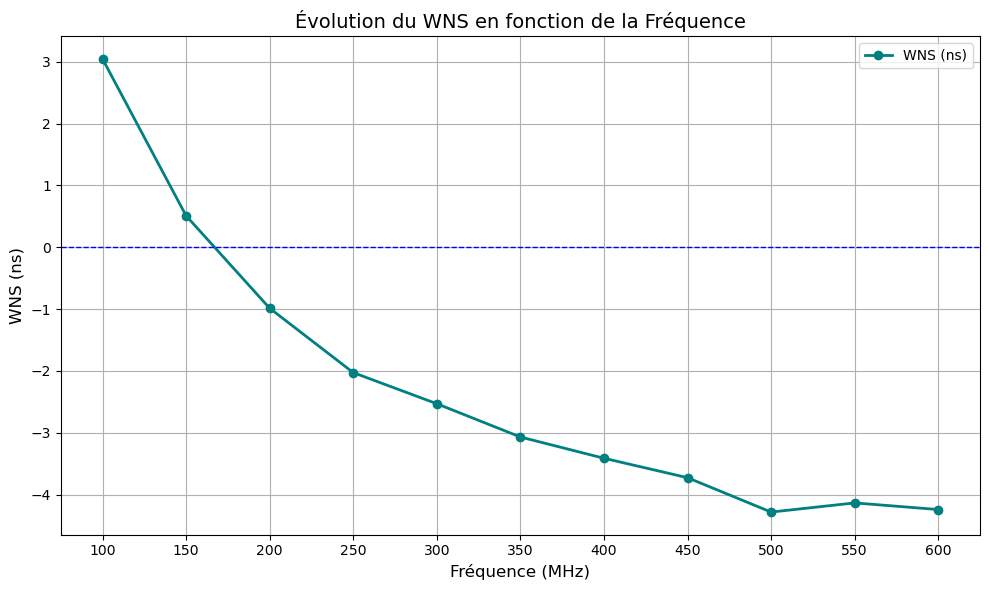 Évolution du WNS en fonction de la Fréquence
WNS (ns)
3
2
1
0
−1
−2
−3
−4
WNS (ns)
100 150 200 250 300 350 400 450 500 550 600
Fréquence (MHz)